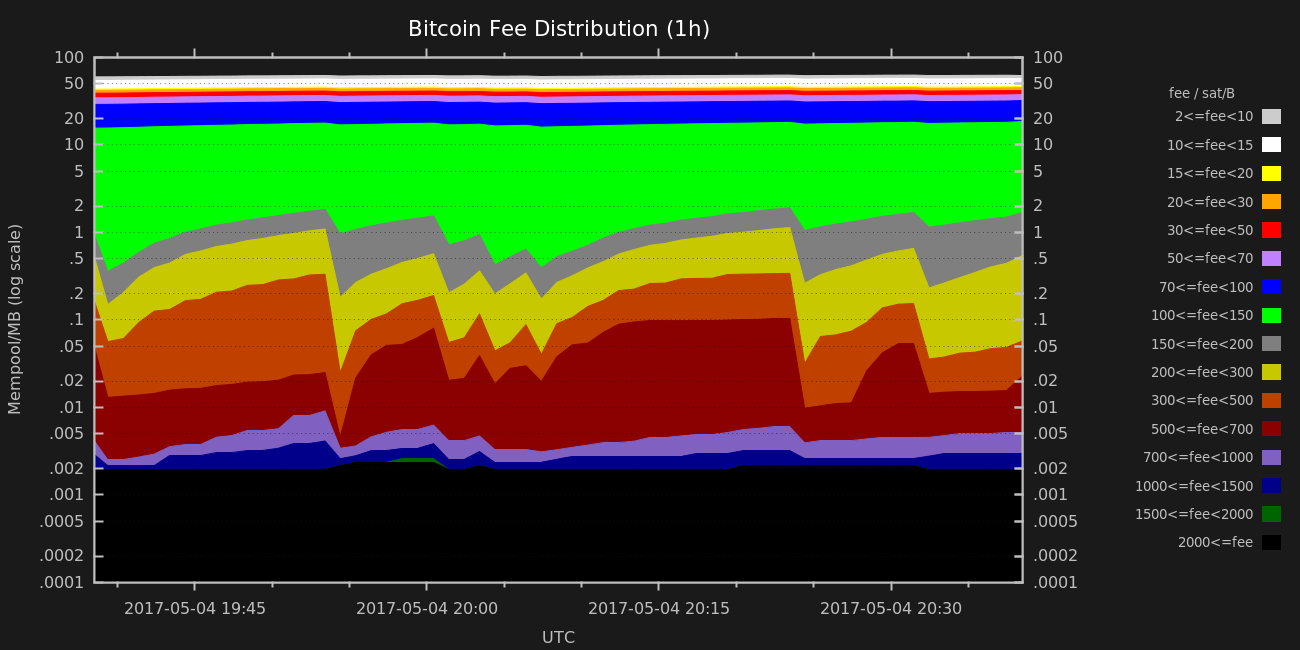 Bitcoin Fee Distribution (1h)
Mempool/MB (log scale)
100
50
20
10
5
2
1
.5
.2
.1
.05
.02
.01
.005
.002
.001
.0005
.0002
.0001
100
50
20
10
5
2
1
.5
.2
.1
.05
.02
.01
.005
.002
.001
.0005
.0002
.0001
2017-05-04 19:45
2017-05-04 20:00
2017-05-04 20:15
2017-05-04 20:30
UTC
fee / sat/B
2<=fee<10
10<=fee<15
15<=fee<20
20<=fee<30
30<=fee<50
50<=fee<70
70<=fee<100
100<=fee<150
150<=fee<200
200<=fee<300
300<=fee<500
500<=fee<700
700<=fee<1000
1000<=fee<1500
1500<=fee<2000
2000<=fee